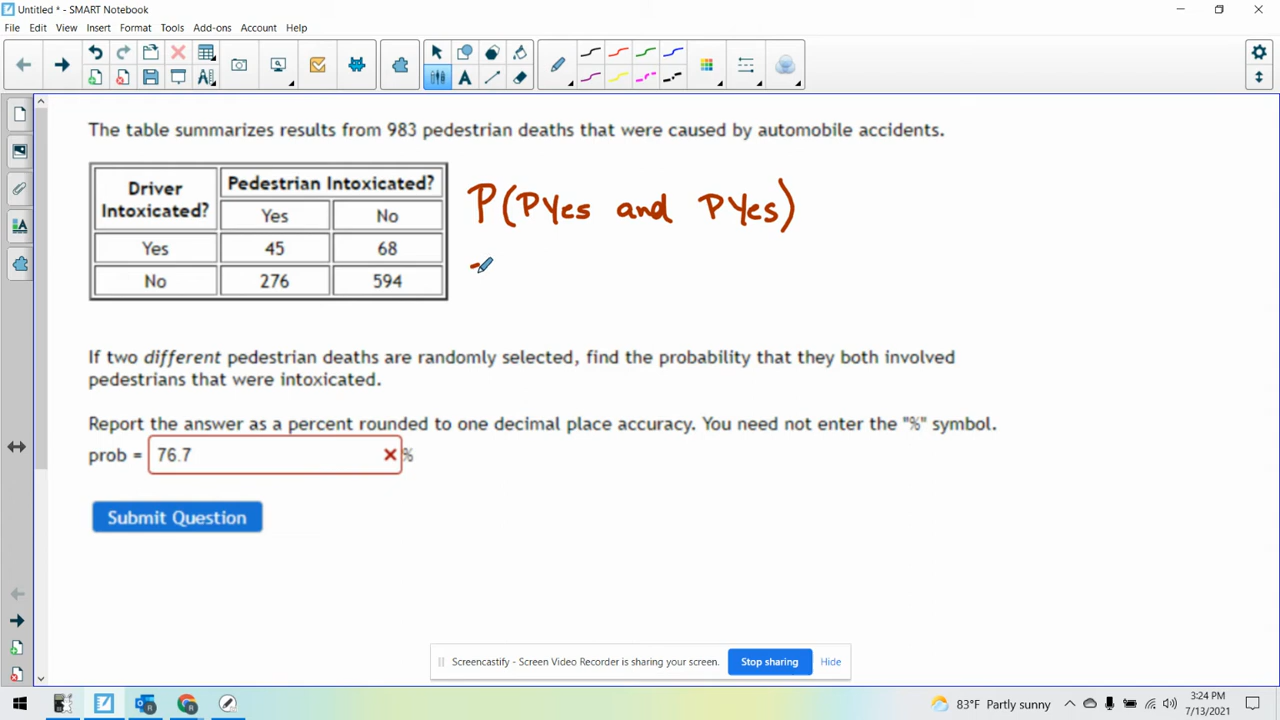 Untitled * - SMART Notebook
File Edit View Insert Format Tools Add-ons Account Help
The table summarizes results from 983 pedestrian deaths that were caused by automobile accidents.
Driver Intoxicated? Pedestrian Intoxicated?
Yes No
Yes 45 68
No 276 594
P(PYes and PYes)
If two different pedestrian deaths are randomly selected, find the probability that they both involved
pedestrians that were intoxicated.
Report the answer as a percent rounded to one decimal place accuracy. You need not enter the "%" symbol.
prob = 76.7 %
Submit Question
Screencastify - Screen Video Recorder is sharing your screen. Stop sharing Hide
83°F Partly sunny
3:24 PM
7/13/2021